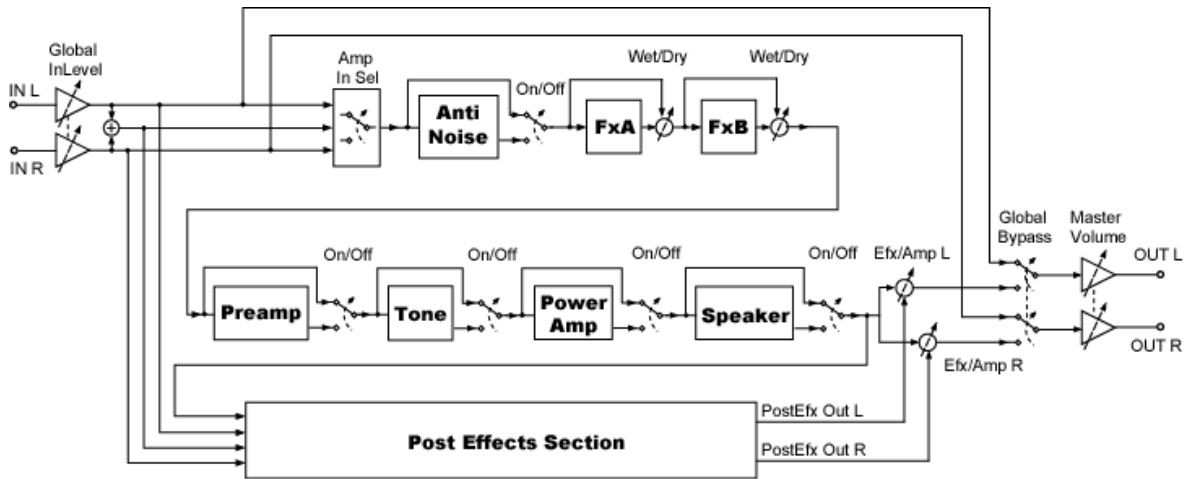 Global
InLevel
IN L
IN R
Amp
In Sel
Anti
Noise
On/Off
Wet/Dry
FxA
Wet/Dry
FxB
Preamp
On/Off
Tone
On/Off
Power
Amp
On/Off
Speaker
On/Off
Efx/Amp L
Efx/Amp R
Global
Bypass
Master
Volume
OUT L
OUT R
Post Effects Section
PostEfx Out L
PostEfx Out R